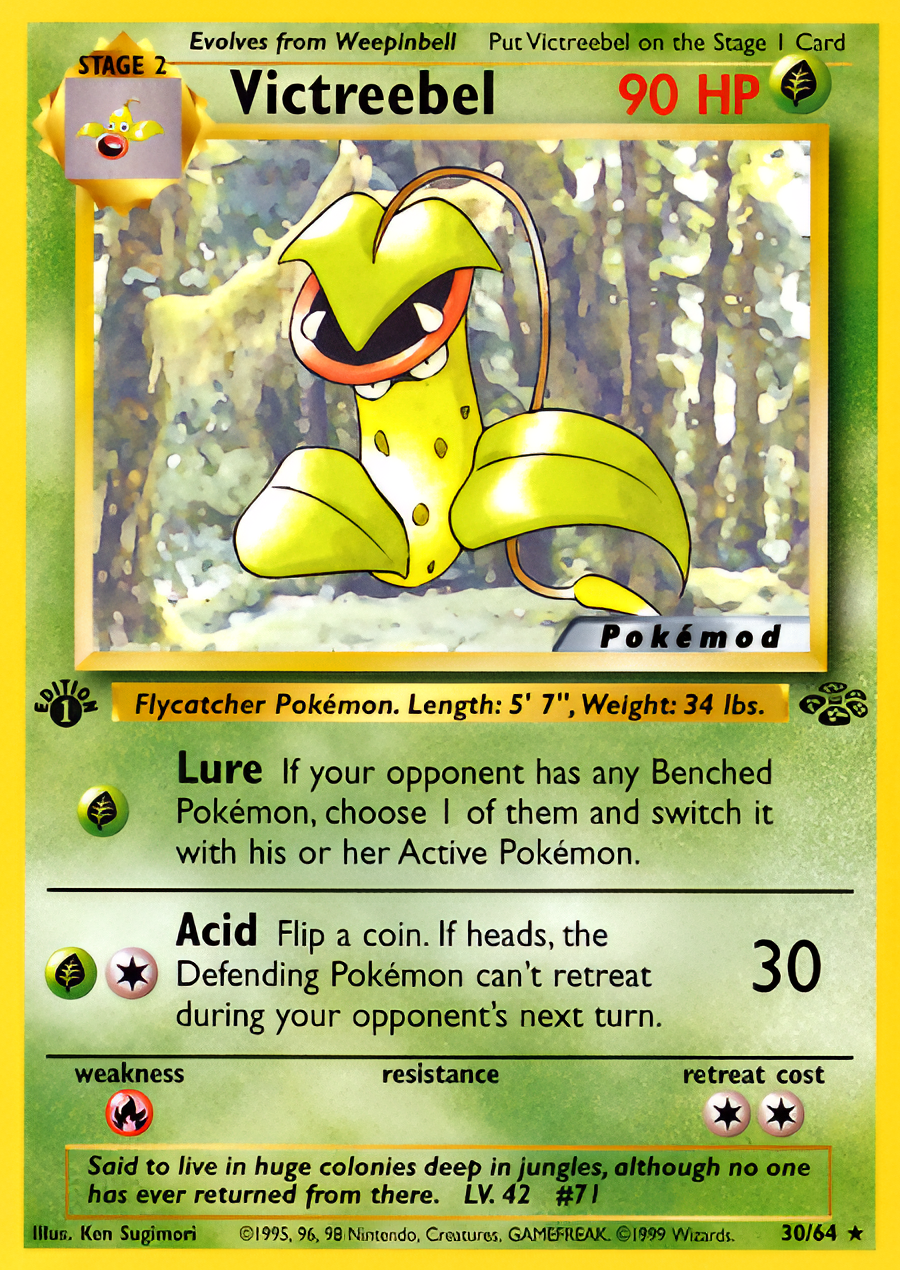 Evolves from Weepinbell Put Victreebel on the Stage 1 Card
STAGE 2
Victreebel 90 HP
Pokémod
EDITION
1
Flycatcher Pokémon. Length: 5' 7", Weight: 34 lbs.
Lure If your opponent has any Benched
Pokémon, choose 1 of them and switch it
with his or her Active Pokémon.
Acid Flip a coin. If heads, the
Defending Pokémon can't retreat
during your opponent's next turn.
30
weakness resistance retreat cost
Said to live in huge colonies deep in jungles, although no one
has ever returned from there. LV. 42 #71
Illus. Ken Sugimori ©1995, 96, 98 Nintendo, Creatures, GAMEFREAK. ©1999 Wizards. 30/64 ★